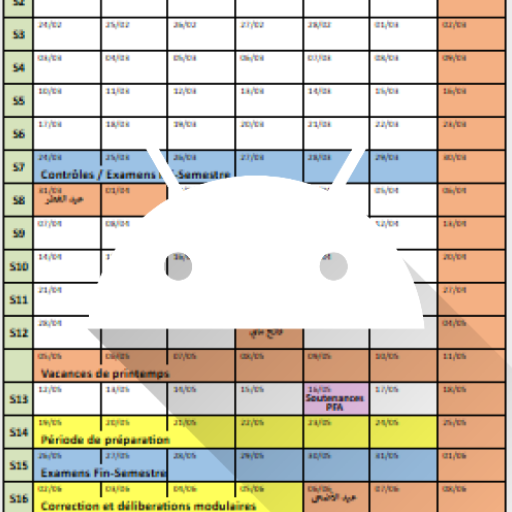 S2
S3 24/02 25/02 26/02 27/02 28/02 01/03 02/03
S4 03/03 04/03 05/03 06/03 07/03 08/03 09/03
S5 10/03 11/03 12/03 13/03 14/03 15/03 16/03
S6 17/03 18/03 19/03 20/03 21/03 22/03 23/03
S7 24/03 25/03 26/03 27/03 28/03 29/03 30/03
Contrôles / Examens -Semestre
S8 31/03 01/04 05/04 06/04
عيد الفطر
S9 07/04 08/04 12/04 13/04
S10 14/04 20/04
S11 21/04 27/04
S12 28/04 04/05
فاتح ماي
05/05 06/05 07/05 08/05 09/05 10/05 11/05
Vacances de printemps
S13 12/05 13/05 14/05 15/05 16/05 17/05 18/05
Soutenances
PFA
S14 19/05 20/05 21/05 22/05 23/05 24/05 25/05
Période de préparation
S15 26/05 27/05 28/05 29/05 30/05 31/05 01/06
Examens Fin-Semestre
S16 02/06 03/06 04/06 05/06 06/06 07/06 08/06
عيد الأضحى
Correction et déliberations modulaires